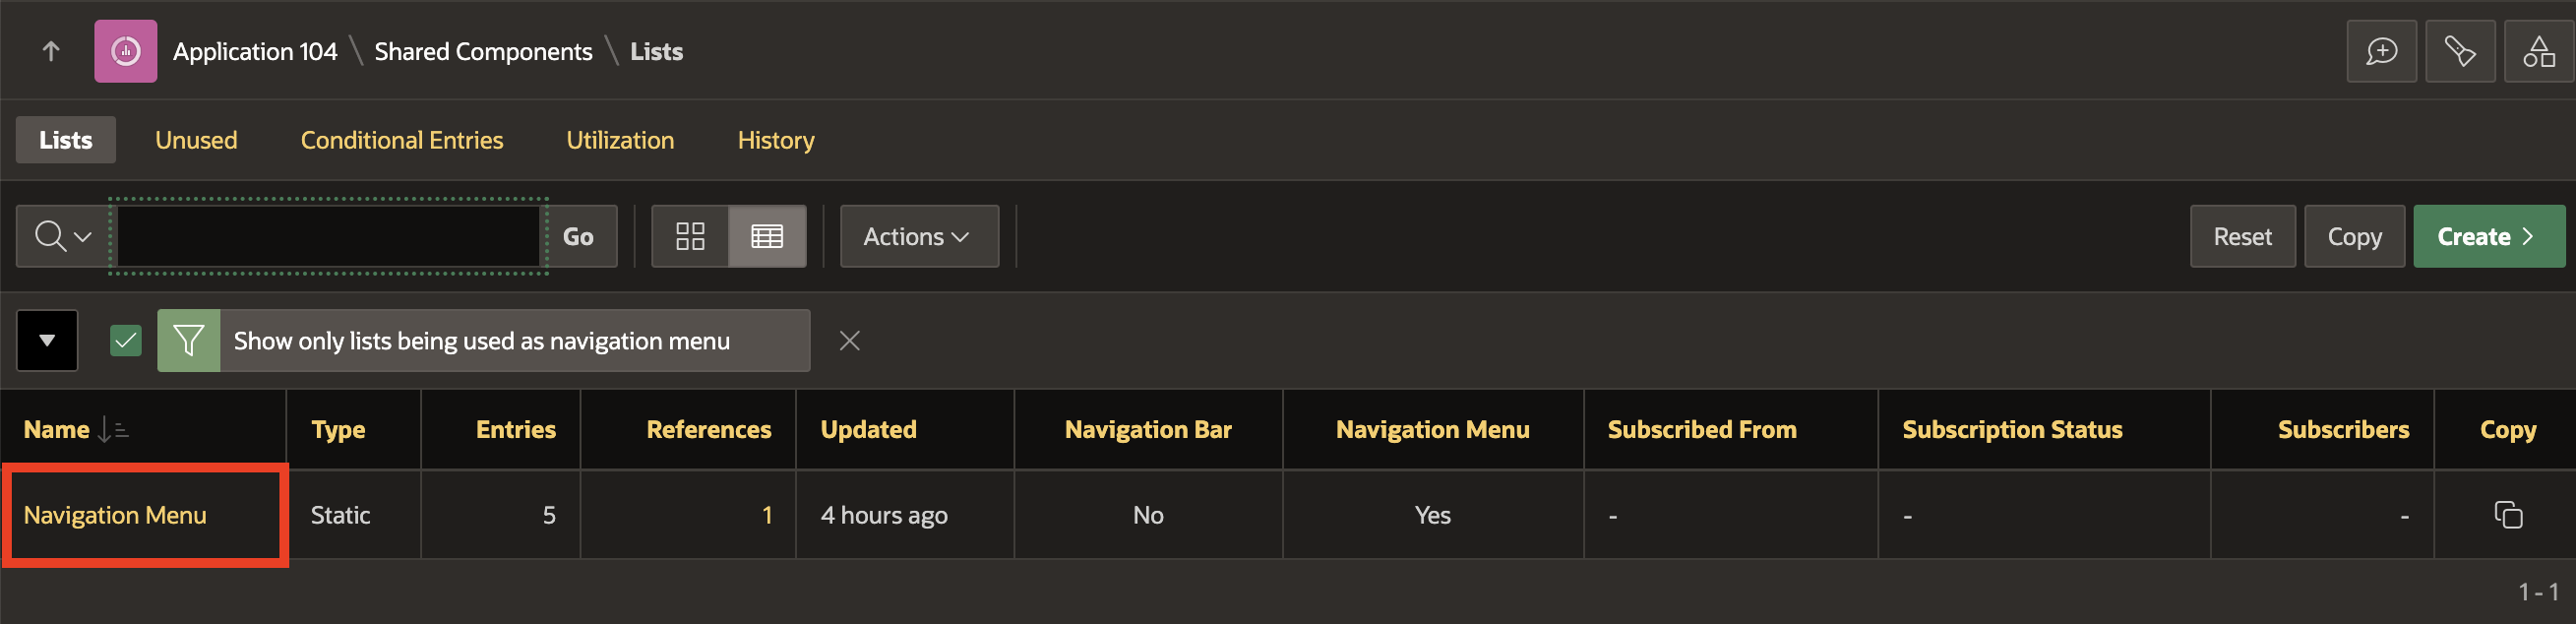 Application 104 \ Shared Components \ Lists
Lists Unused Conditional Entries Utilization History
Go Actions Reset Copy Create
Show only lists being used as navigation menu
Name Type Entries References Updated Navigation Bar Navigation Menu Subscribed From Subscription Status Subscribers Copy
Navigation Menu Static 5 1 4 hours ago No Yes - - -
1 - 1